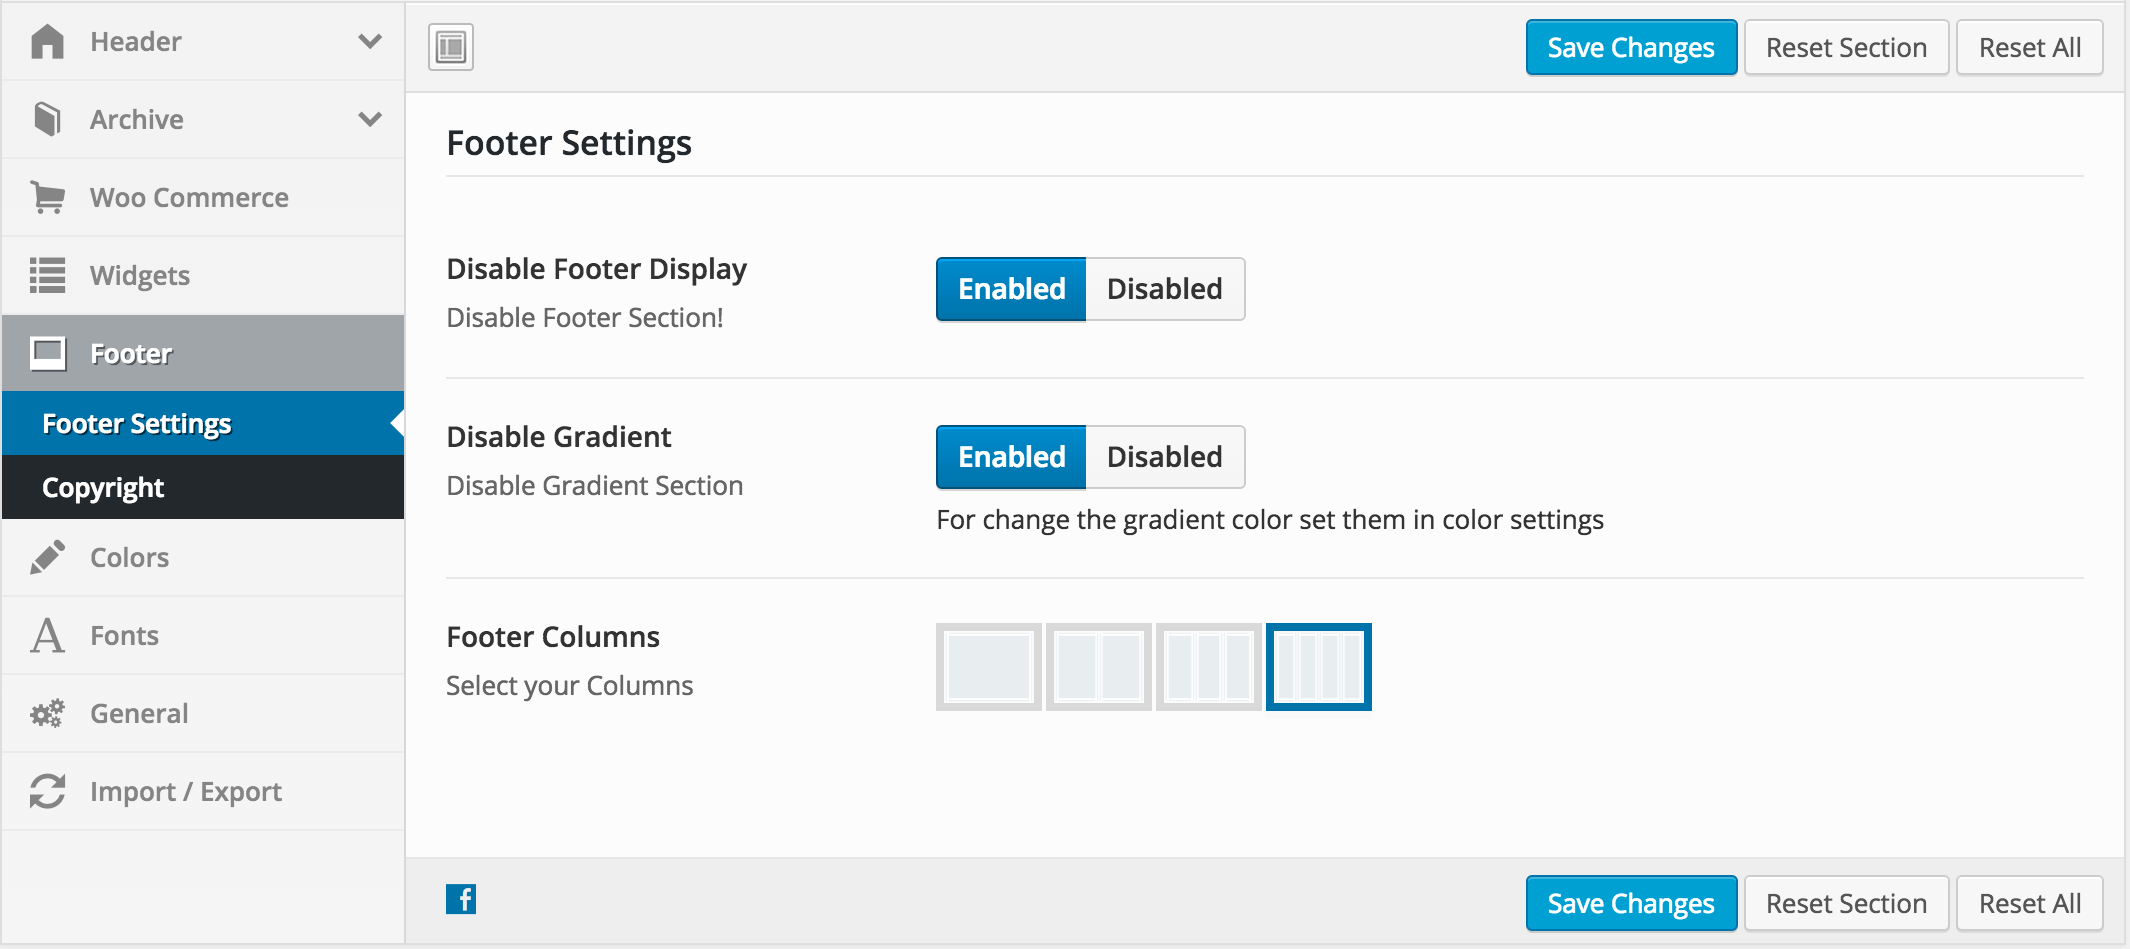 Header
Archive
Woo Commerce
Widgets
Footer
Footer Settings
Copyright
Colors
Fonts
General
Import / Export
Save Changes
Reset Section
Reset All
Footer Settings
Disable Footer Display
Disable Footer Section!
Enabled
Disabled
Disable Gradient
Disable Gradient Section
Enabled
Disabled
For change the gradient color set them in color settings
Footer Columns
Select your Columns
Save Changes
Reset Section
Reset All